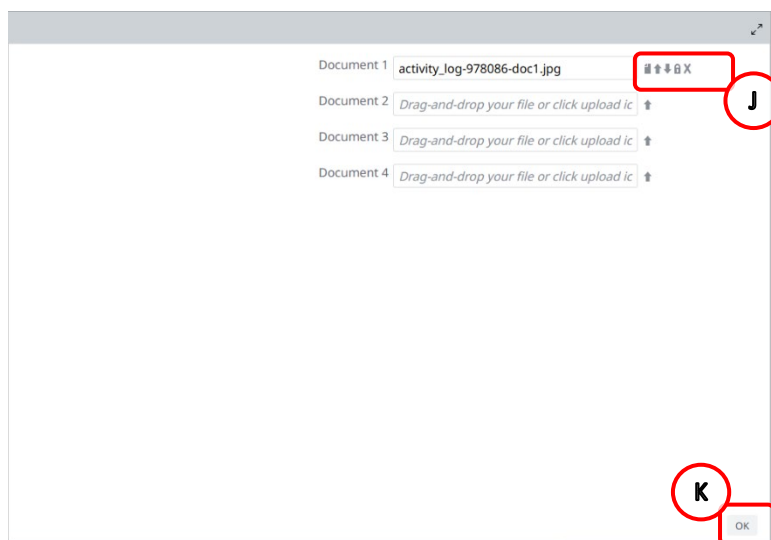 Document 1 activity_log-978086-doc1.jpg X
J
Document 2 Drag-and-drop your file or click upload ic
Document 3 Drag-and-drop your file or click upload ic
Document 4 Drag-and-drop your file or click upload ic
K
OK